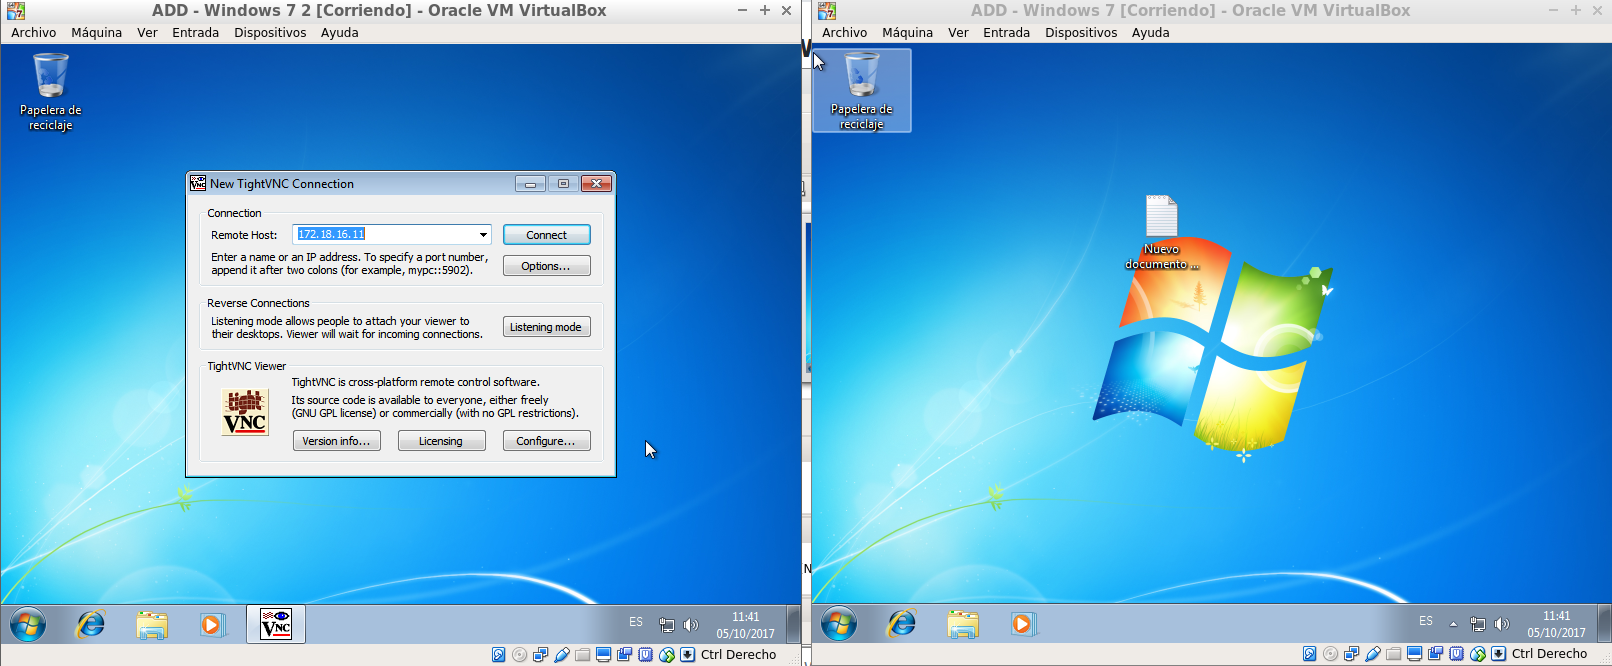 ADD - Windows 7 2 [Corriendo] - Oracle VM VirtualBox
Archivo Máquina Ver Entrada Dispositivos Ayuda
Papelera de
reciclaje
New TightVNC Connection
Connection
Remote Host: 172.18.16.11 Connect
Enter a name or an IP address. To specify a port number,
append it after two colons (for example, mypc::5902).
Options...
Reverse Connections
Listening mode allows people to attach your viewer to
their desktops. Viewer will wait for incoming connections.
Listening mode
TightVNC Viewer
TightVNC is cross-platform remote control software.
Its source code is available to everyone, either freely
(GNU GPL license) or commercially (with no GPL restrictions).
tight
VNC
Version info... Licensing Configure...
VNC
ES 11:41
05/10/2017
Ctrl Derecho
ADD - Windows 7 [Corriendo] - Oracle VM VirtualBox
Archivo Máquina Ver Entrada Dispositivos Ayuda
Papelera de
reciclaje
Nuevo
documento ...
ES 11:41
05/10/2017
Ctrl Derecho